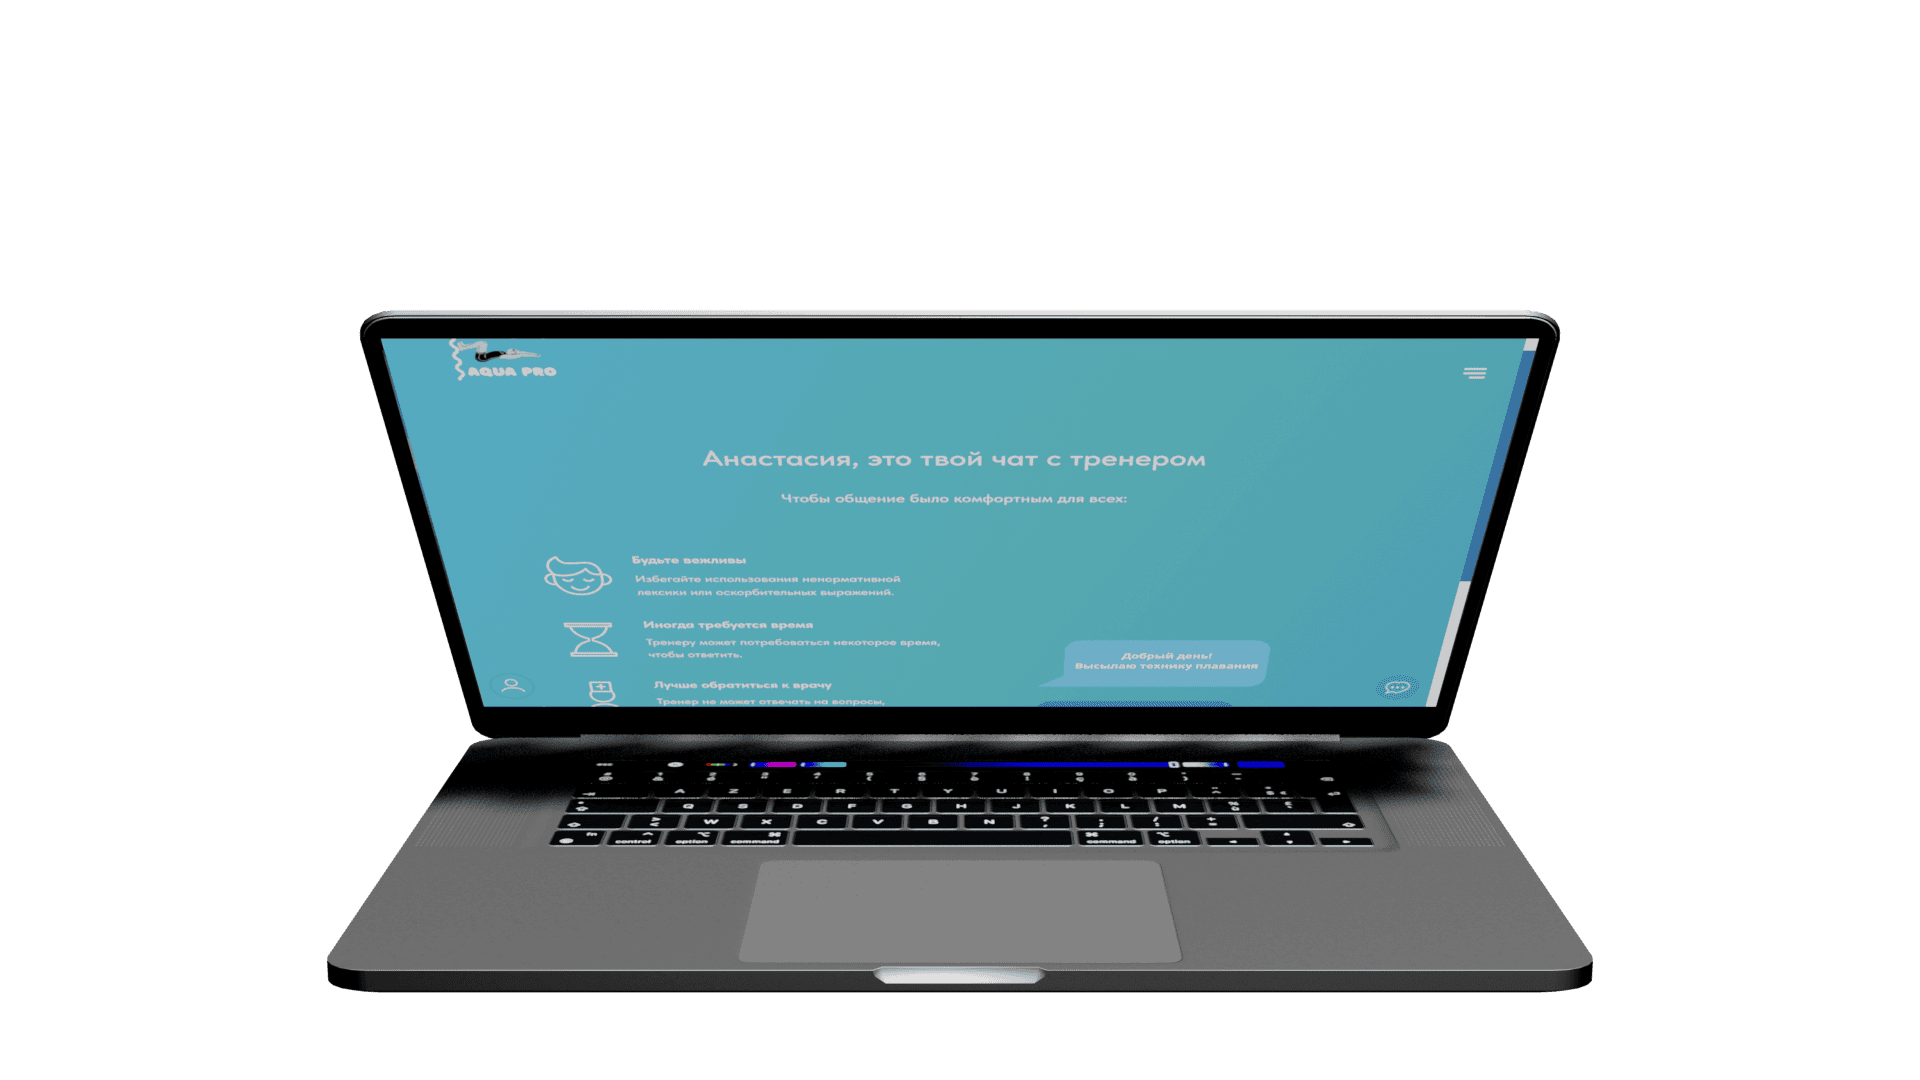 AQUA PRO
Анастасия, это твой чат с тренером
Чтобы общение было комфортным для всех:
Будьте вежливы
Избегайте использования ненормативной
лексики или оскорбительных выражений.
Иногда требуется время
Тренеру может потребоваться некоторое время,
чтобы ответить.
Лучше обратиться к врачу
Тренер не может отвечать на вопросы,
Добрый день!
Высылаю технику плавания
A Z E R T Y U I O P
Q S D F G H J K L M
W X C V B N ? ; / +
fn control option command command option